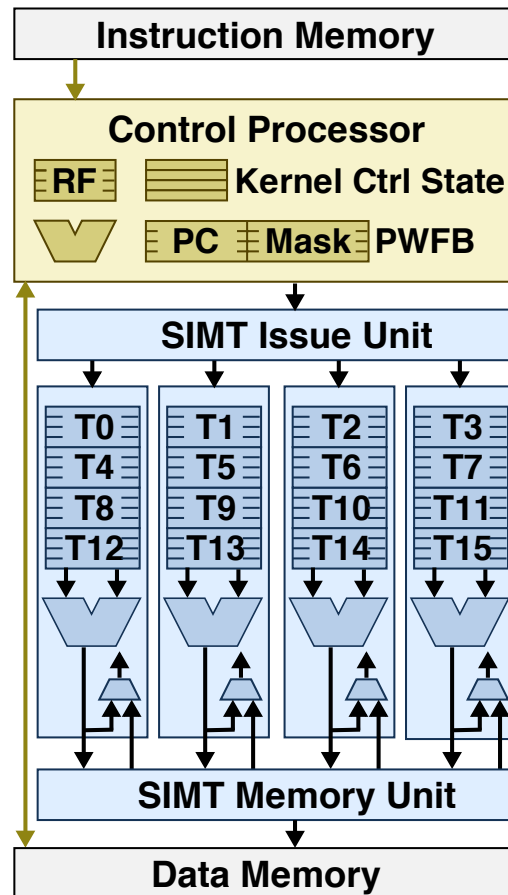 Instruction Memory
Control Processor
RF Kernel Ctrl State
PC Mask PWFB
SIMT Issue Unit
T0 T1 T2 T3
T4 T5 T6 T7
T8 T9 T10 T11
T12 T13 T14 T15
SIMT Memory Unit
Data Memory